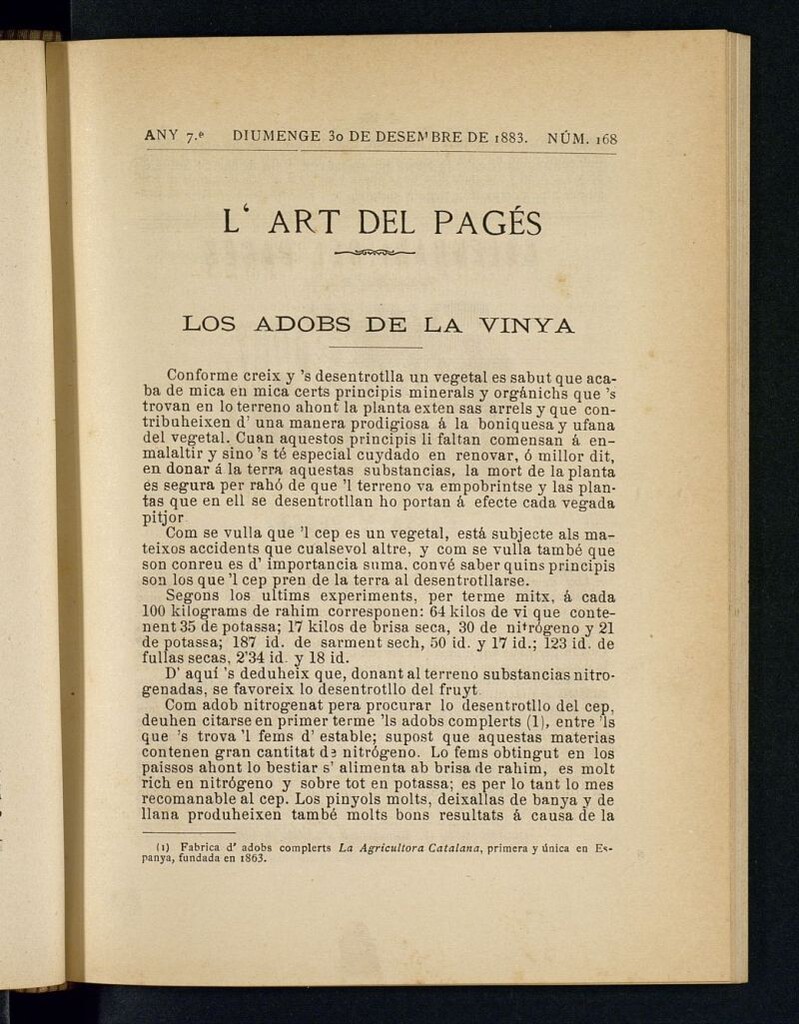 ANY 7.e DIUMENGE 30 DE DESEMBRE DE 1883. NÚM. 168
L‘ ART DEL PAGÉS
LOS ADOBS DE LA VINYA
Conforme creix y ’s desentrotlla un vegetal es sabut que aca-
ba de mica en mica certs principis minerals y orgánichs que ’s
trovan en lo terreno ahont la planta exten sas arrels y que con-
tribuheixen d’ una manera prodigiosa á la boniquesa y ufana
del vegetal. Cuan aquestos principis li faltan comensan á en-
malaltir y sino ’s té especial cuydado en renovar, ó millor dit,
en donar á la terra aquestas substancias, la mort de la planta
es segura per rahó de que ’l terreno va empobrintse y las plan-
tas que en ell se desentrotllan ho portan á efecte cada vegada
pitjor
Com se vulla que ’l cep es un vegetal, está subjecte als ma-
teixos accidents que cualsevol altre, y com se vulla també que
son conreu es d’ importancia suma. convé saber quins principis
son los que ’l cep pren de la terra al desentrotllarse.
Segons los ultims experiments, per terme mitx, á cada
100 kilograms de rahim corresponen: 64 kilos de vi que conte-
nent 35 de potassa; 17 kilos de brisa seca, 30 de nitrógeno y 21
de potassa; 187 id. de sarment sech, 50 id. y 17 id.; 123 id. de
fullas secas, 2’34 id. y 18 id.
D’ aquí ’s deduheix que, donant al terreno substancias nitro-
genadas, se favoreix lo desentrotllo del fruyt
Com adob nitrogenat pera procurar lo desentrotllo del cep,
deuhen citarse en primer terme ’ls adobs complerts (1), entre ’ls
que ’s trova ’l fems d’ estable; supost que aquestas materias
contenen gran cantitat de nitrógeno. Lo fems obtingut en los
paissos ahont lo bestiar s’ alimenta ab brisa de rahim, es molt
rich en nitrógeno y sobre tot en potassa; es per lo tant lo mes
recomanable al cep. Los pinyols molts, deixallas de banya y de
llana produheixen també molts bons resultats á causa de la
(1) Fabrica d’ adobs complerts La Agricultora Catalana, primera y única en Es-
panya, fundada en 1863.